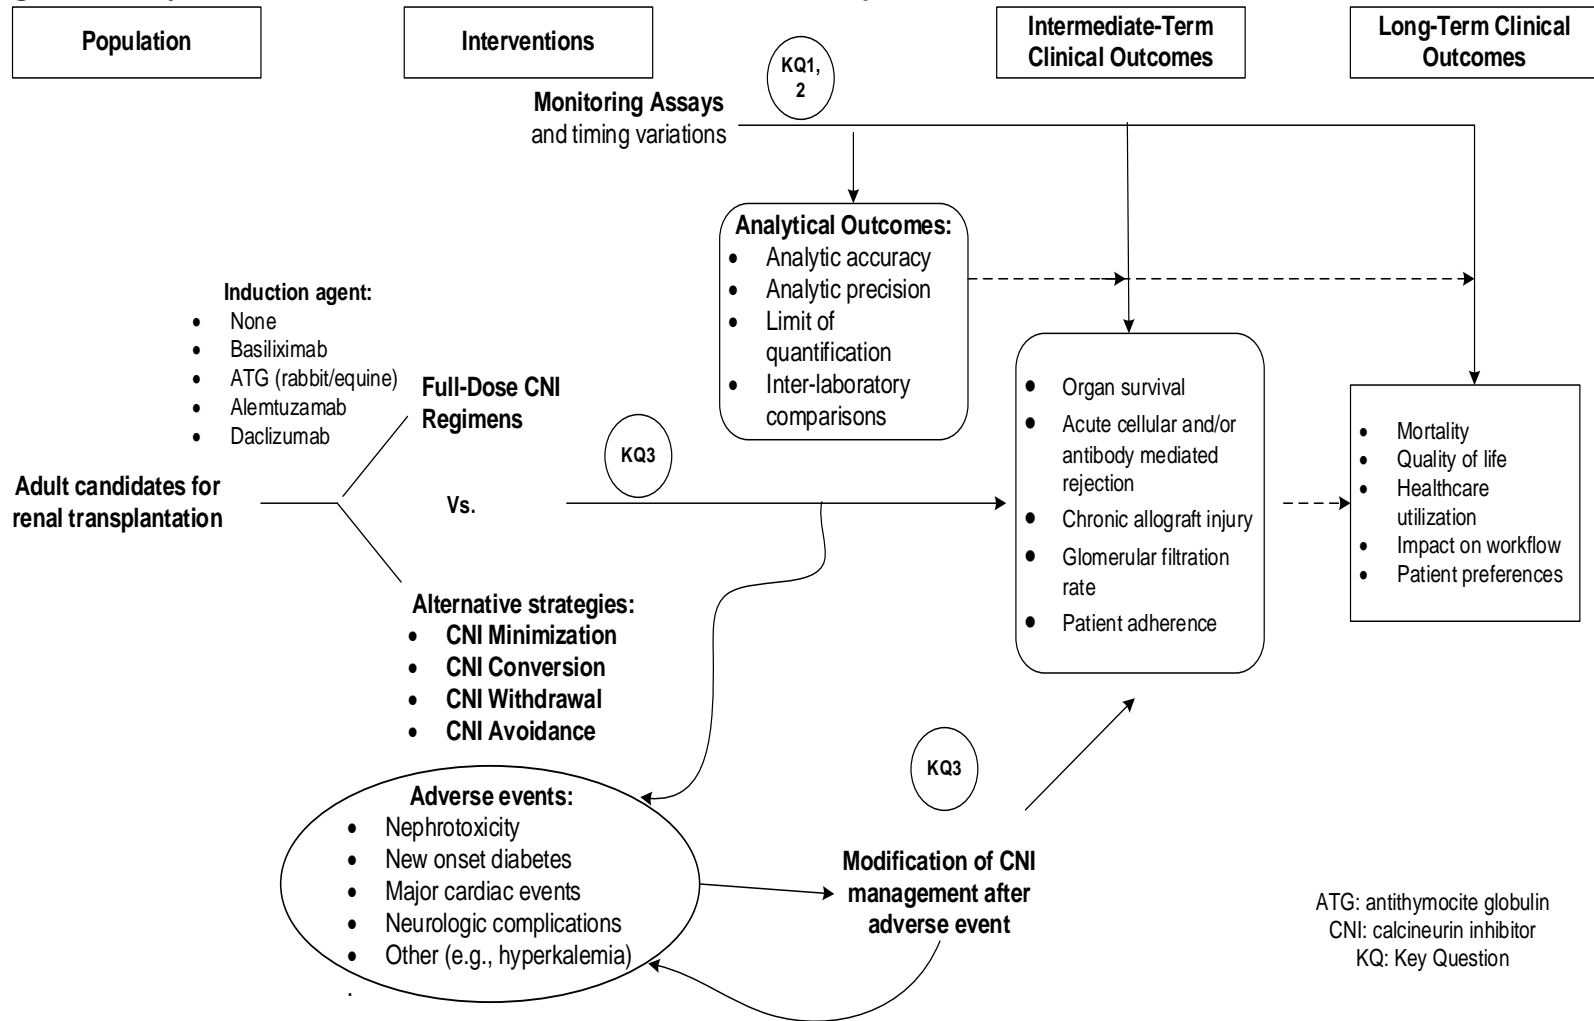 Population
Interventions
Intermediate-Term
Clinical Outcomes
Long-Term Clinical
Outcomes
KQ1,
2
Monitoring Assays
and timing variations
Analytical Outcomes:
• Analytic accuracy
• Analytic precision
• Limit of
quantification
• Inter-laboratory
comparisons
Induction agent:
• None
• Basiliximab
• ATG (rabbit/equine)
• Alemtuzamab
• Daclizumab
Full-Dose CNI
Regimens
KQ3
Adult candidates for
renal transplantation
Vs.
Alternative strategies:
• CNI Minimization
• CNI Conversion
• CNI Withdrawal
• CNI Avoidance
• Organ survival
• Acute cellular and/or
antibody mediated
rejection
• Chronic allograft injury
• Glomerular filtration
rate
• Patient adherence
• Mortality
• Quality of life
• Healthcare
utilization
• Impact on workflow
• Patient preferences
KQ3
Adverse events:
• Nephrotoxicity
• New onset diabetes
• Major cardiac events
• Neurologic complications
• Other (e.g., hyperkalemia)
.
Modification of CNI
management after
adverse event
ATG: antithymocite globulin
CNI: calcineurin inhibitor
KQ: Key Question